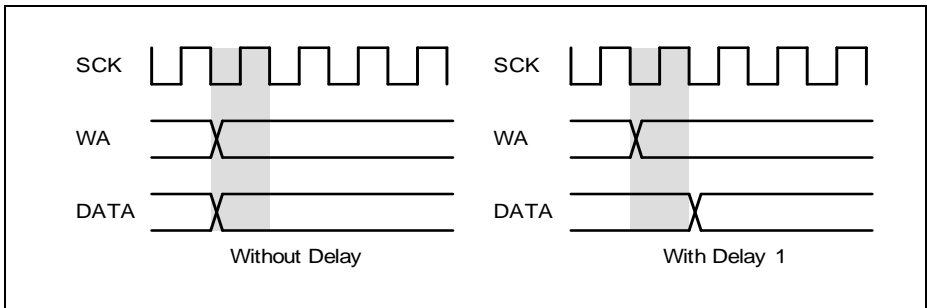 SCK
WA
DATA
Without Delay
SCK
WA
DATA
With Delay 1